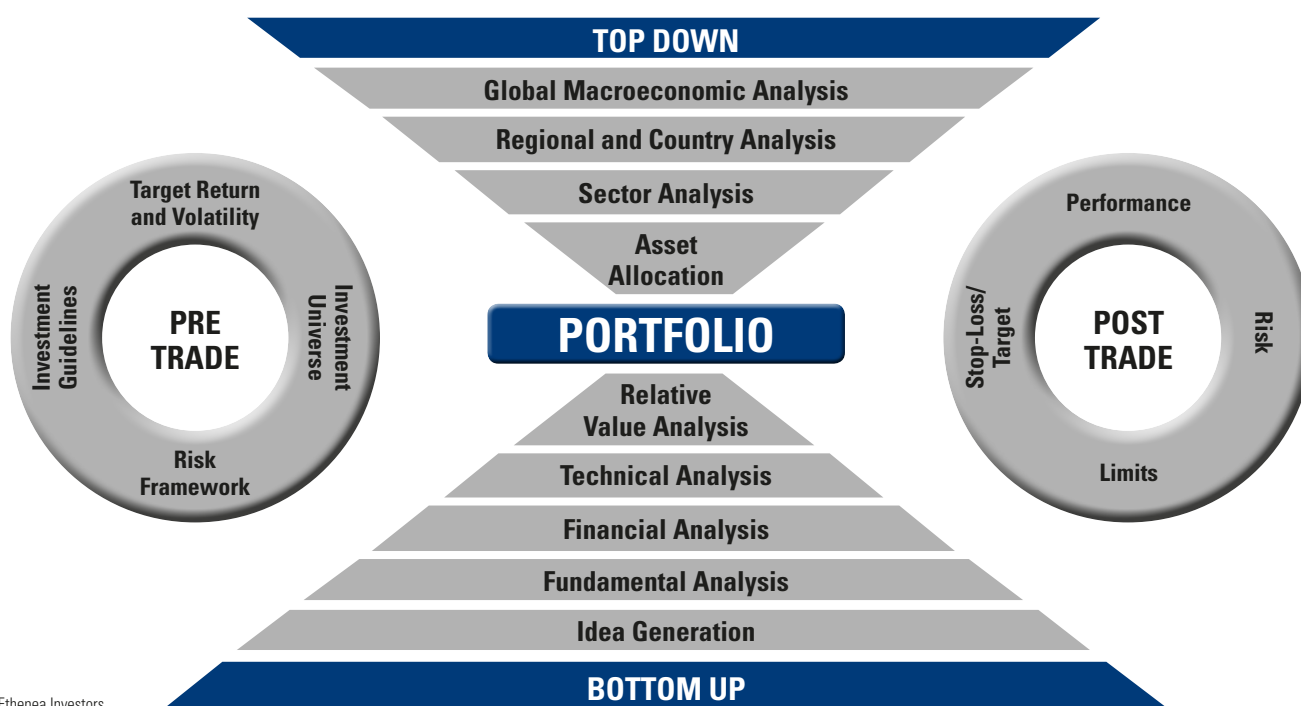 TOP DOWN
Global Macroeconomic Analysis
Regional and Country Analysis
Sector Analysis
Asset
Allocation
PORTFOLIO
Relative
Value Analysis
Technical Analysis
Financial Analysis
Fundamental Analysis
Idea Generation
BOTTOM UP
Target Return
and Volatility
Investment
Guidelines
PRE
TRADE
Investment
Universe
Risk
Framework
Performance
Stop-Loss/
Target
POST
TRADE
Risk
Limits
Ethenea Investors